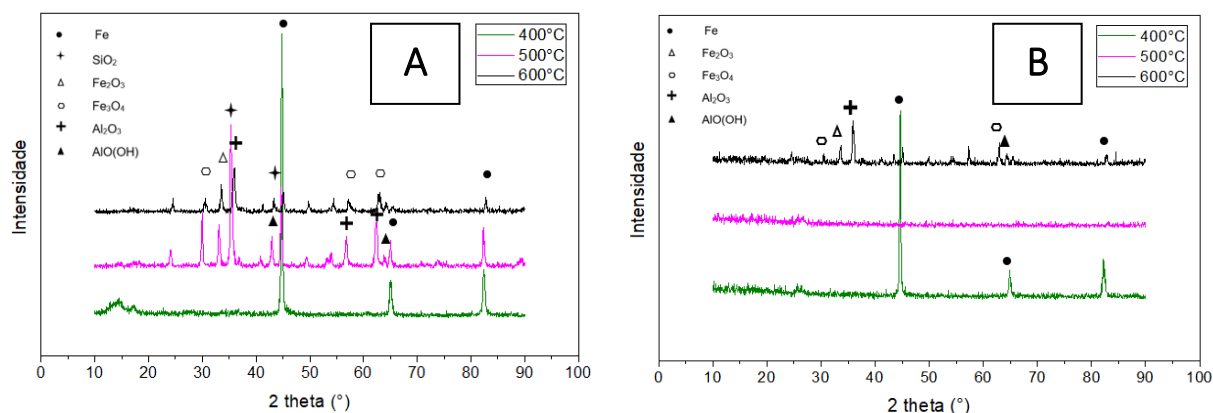 A
Fe
SiO₂
Fe₂O₃
Fe₃O₄
Al₂O₃
AlO(OH)
400°C
500°C
600°C
Intensidade
0 10 20 30 40 50 60 70 80 90 100
2 theta (°)
B
Fe
Fe₂O₃
Fe₃O₄
Al₂O₃
AlO(OH)
400°C
500°C
600°C
Intensidade
0 10 20 30 40 50 60 70 80 90 100
2 theta (°)